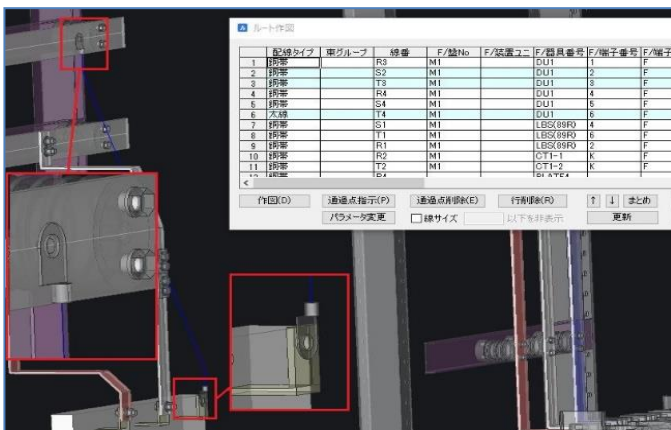 ルート作図
配線タイプ 束グループ 線番 F/盤No F/装置ユニ F/器具番号 F/端子番号 F/端子
1 銅帯 R3 M1 DU1 1 F
2 銅帯 S2 M1 DU1 2 F
3 銅帯 T3 M1 DU1 3 F
4 銅帯 R4 M1 DU1 4 F
5 銅帯 S4 M1 DU1 5 F
6 太線 T4 M1 DU1 6 F
7 銅帯 S1 M1 LBS(89R) 4 F
8 銅帯 T1 M1 LBS(89R) 6 F
9 銅帯 R1 M1 LBS(89R) 2 F
10 銅帯 R2 M1 CT1-1 K F
11 銅帯 T2 M1 CT1-2 K F
作図(D) 通過点指示(P) 通過点削除(E) 行削除(R) ↑ ↓ まとめ
パラメータ変更 線サイズ 以下を非表示 更新